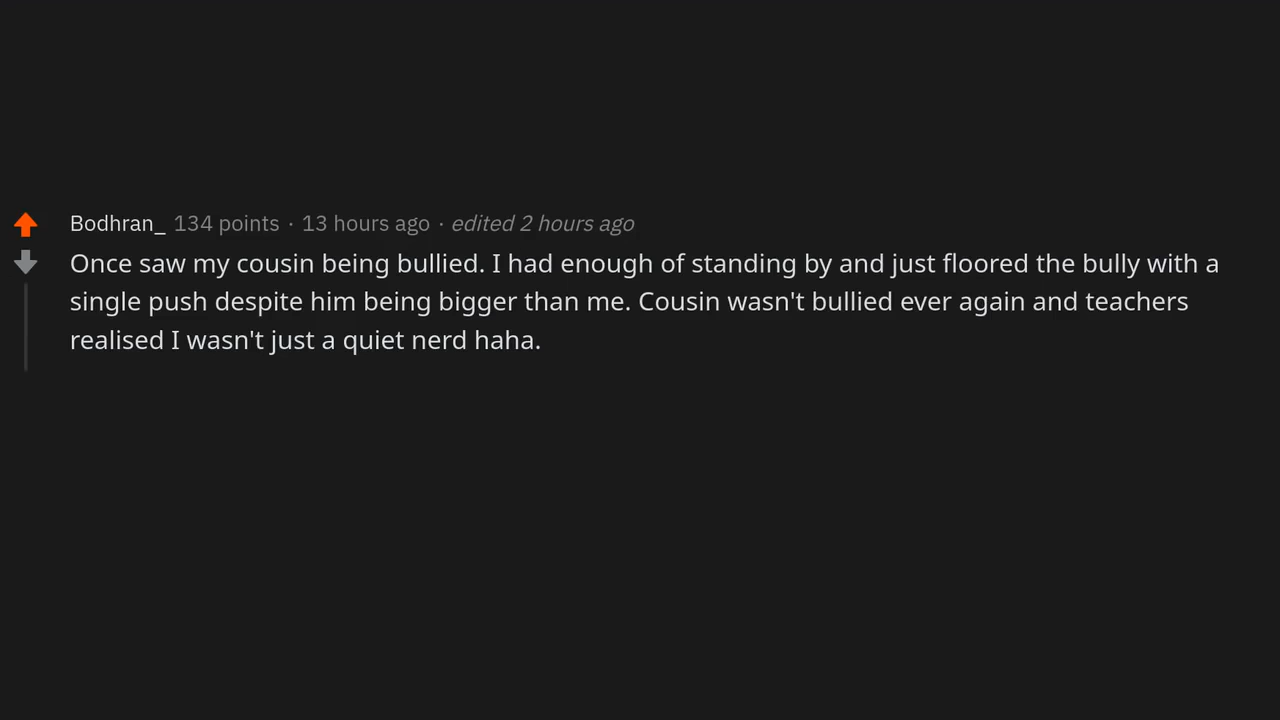 Bodhran_ 134 points · 13 hours ago · edited 2 hours ago
Once saw my cousin being bullied. I had enough of standing by and just floored the bully with a
single push despite him being bigger than me. Cousin wasn't bullied ever again and teachers
realised I wasn't just a quiet nerd haha.